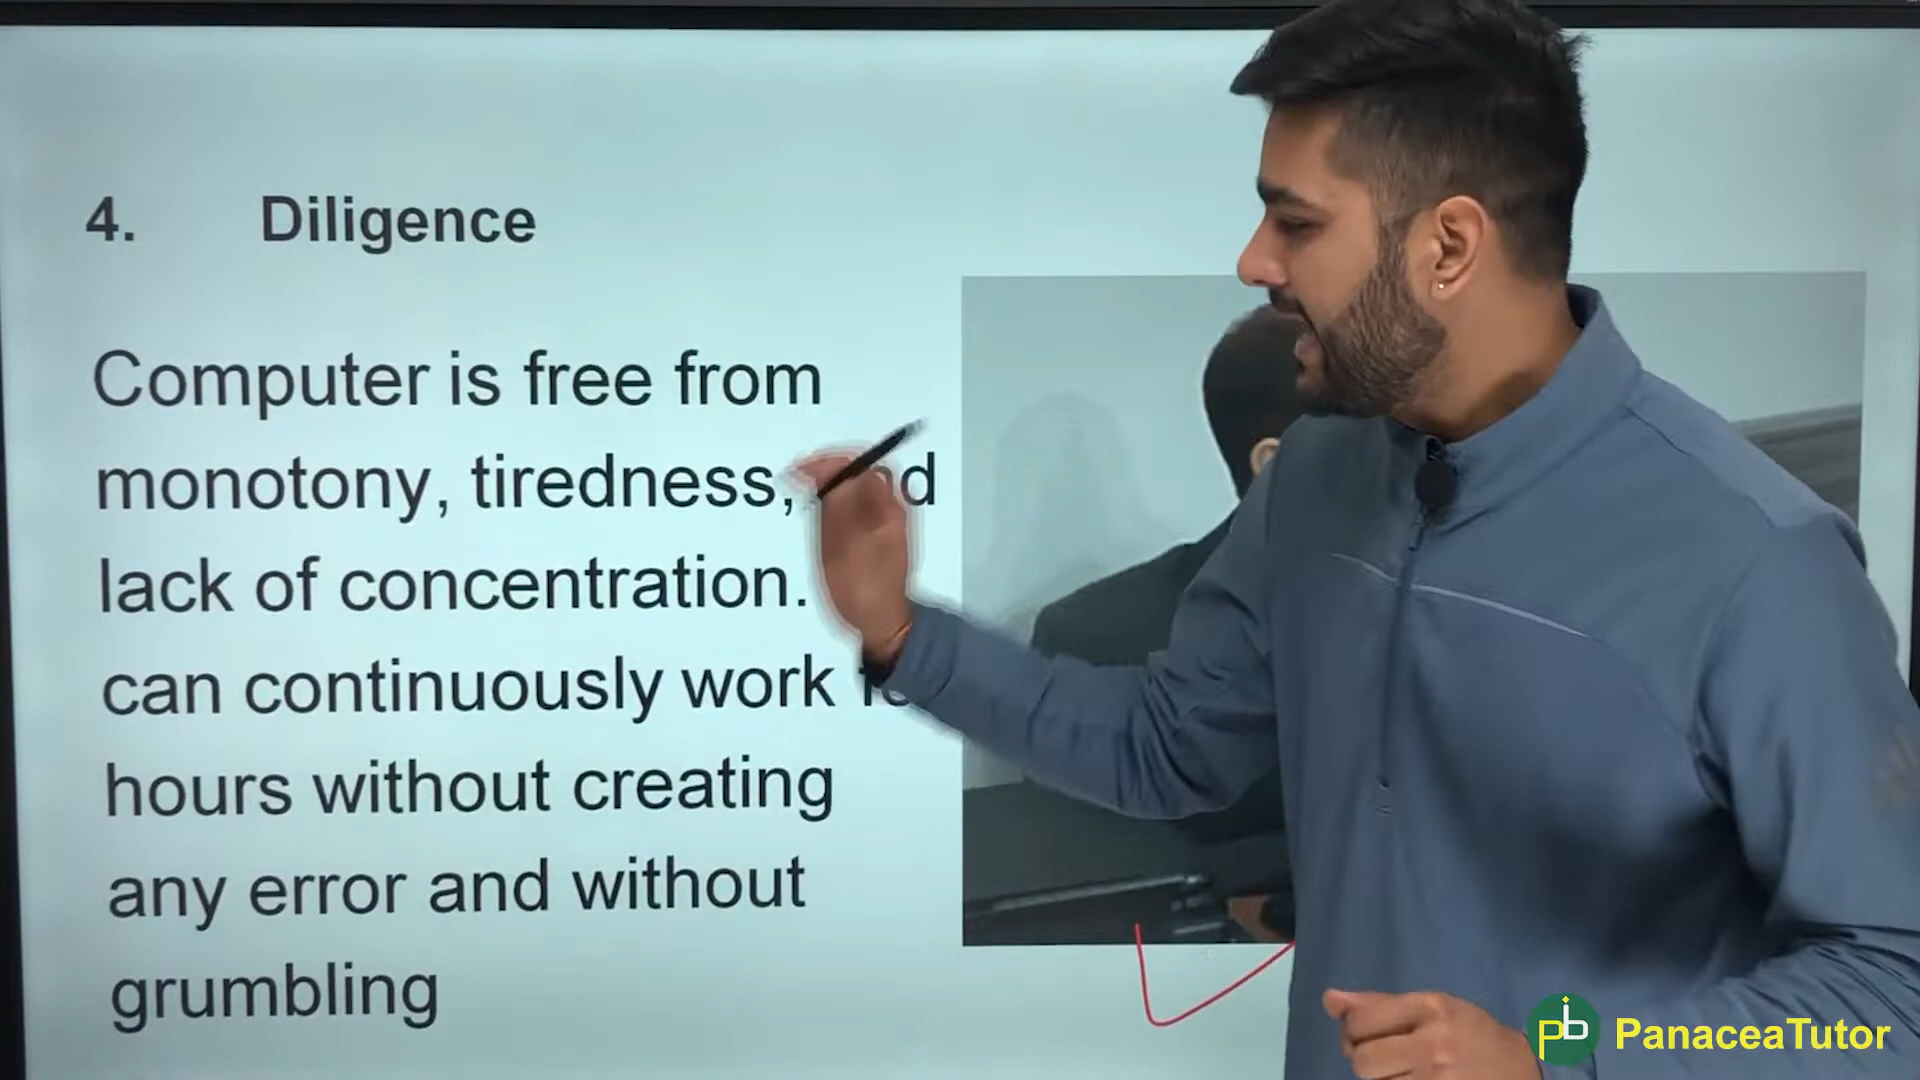 4. Diligence
Computer is free from
monotony, tiredness,
lack of concentration.
can continuously work
hours without creating
any error and without
grumbling
pib PanaceaTutor